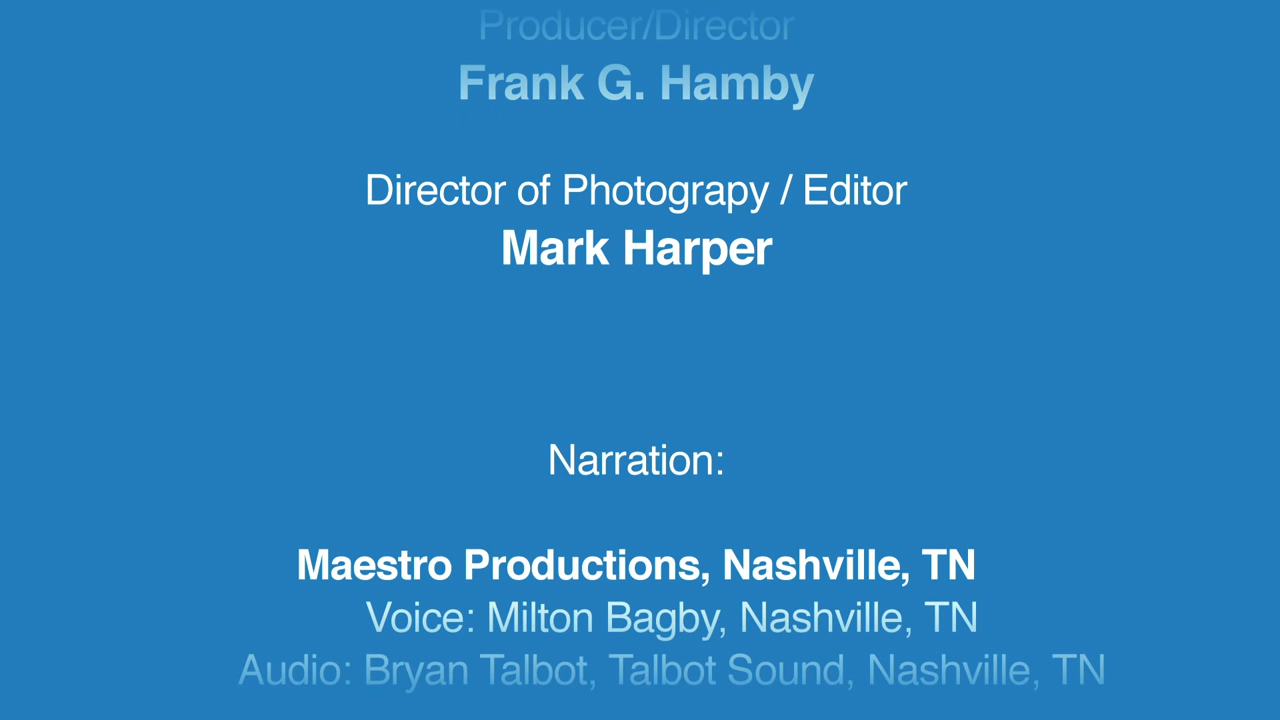 Producer/Director
Frank G. Hamby
Director of Photograpy / Editor
Mark Harper
Narration:
Maestro Productions, Nashville, TN
Voice: Milton Bagby, Nashville, TN
Audio: Bryan Talbot, Talbot Sound, Nashville, TN